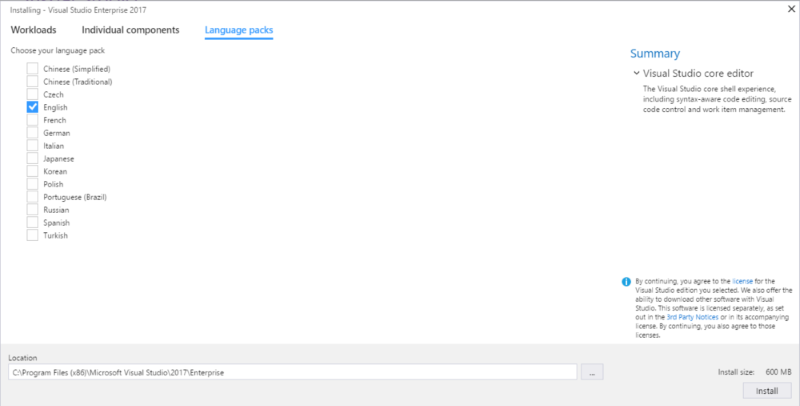 Installing - Visual Studio Enterprise 2017
Workloads Individual components Language packs
Choose your language pack
Chinese (Simplified)
Chinese (Traditional)
Czech
English
French
German
Italian
Japanese
Korean
Polish
Portuguese (Brazil)
Russian
Spanish
Turkish
Summary
Visual Studio core editor
The Visual Studio core shell experience,
including syntax-aware code editing, source
code control and work item management.
By continuing, you agree to the license for the
Visual Studio edition you selected. We also offer the
ability to download other software with Visual
Studio. This software is licensed separately, as set
out in the 3rd Party Notices or in its accompanying
license. By continuing, you also agree to those
licenses.
Location
C:\Program Files (x86)\Microsoft Visual Studio\2017\Enterprise
...
Install size: 600 MB
Install